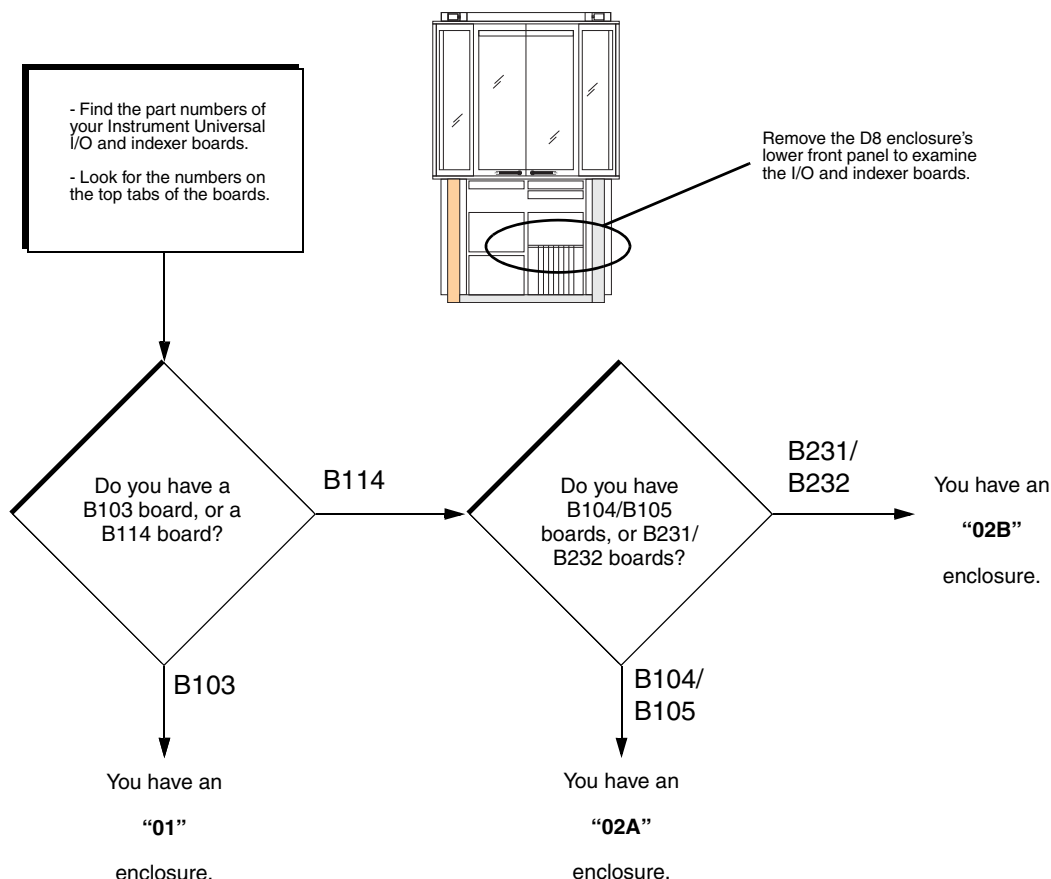 - Find the part numbers of
your Instrument Universal
I/O and indexer boards.
- Look for the numbers on
the top tabs of the boards.
Remove the D8 enclosure's
lower front panel to examine
the I/O and indexer boards.
Do you have a
B103 board, or a
B114 board?
B114
Do you have
B104/B105
boards, or B231/
B232 boards?
B231/
B232
You have an
“02B”
enclosure.
B103
You have an
“01”
enclosure.
B104/
B105
You have an
“02A”
enclosure.